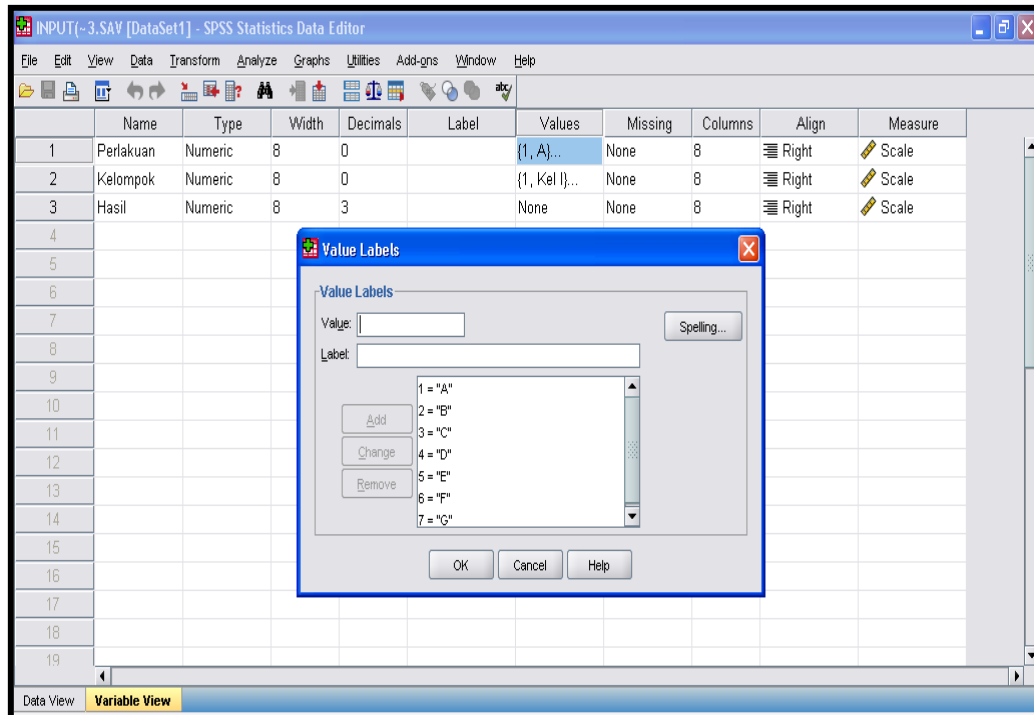 INPUT(~3.SAV [DataSet1] - SPSS Statistics Data Editor
File Edit View Data Transform Analyze Graphs Utilities Add-ons Window Help
Name Type Width Decimals Label Values Missing Columns Align Measure
1 Perlakuan Numeric 8 0 {1, A}... None 8 Right Scale
2 Kelompok Numeric 8 0 {1, Kel I}... None 8 Right Scale
3 Hasil Numeric 8 3 None None 8 Right Scale
4
5
6
7
8
9
10
11
12
13
14
15
16
17
18
19
Value Labels
Value Labels
Value:
Spelling...
Label:
Add
Change
Remove
1 = "A"
2 = "B"
3 = "C"
4 = "D"
5 = "E"
6 = "F"
7 = "G"
OK Cancel Help
Data View Variable View